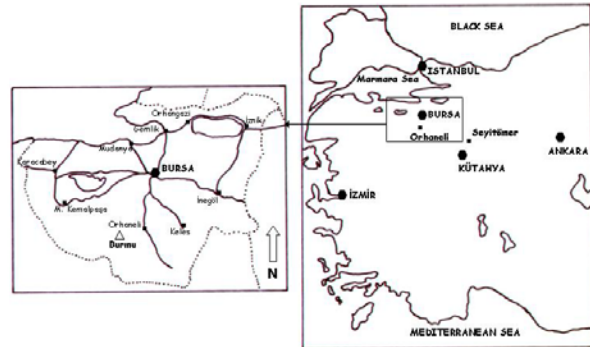 Orhangazi
Gemlik
İznik
Mudanya
Karacabey
BURSA
M. Kemalpaşa
İnegöl
Orhaneli
Keles
Durmu
N
BLACK SEA
İSTANBUL
Marmara Sea
BURSA
Orhaneli
Seyitömer
ANKARA
KÜTAHYA
İZMİR
MEDITERRANEAN SEA